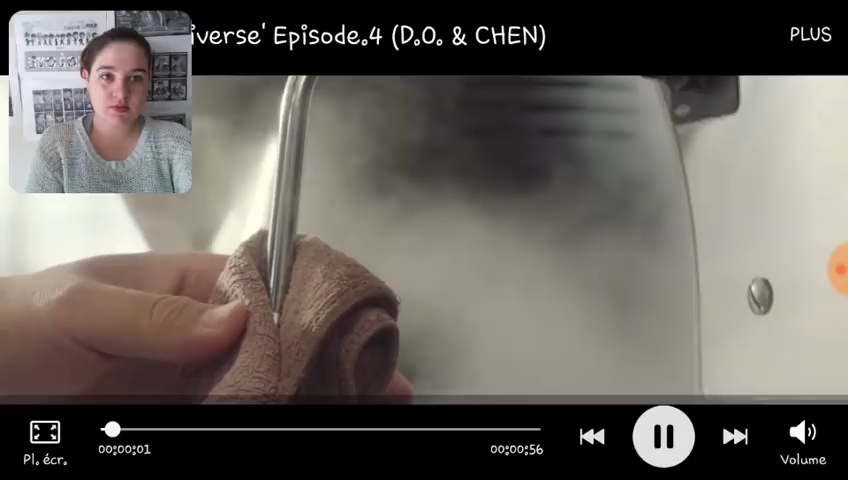 iverse' Episode.4 (D.O. & CHEN)
PLUS
Pl. écr.
00:00:01
00:00:56
Volume